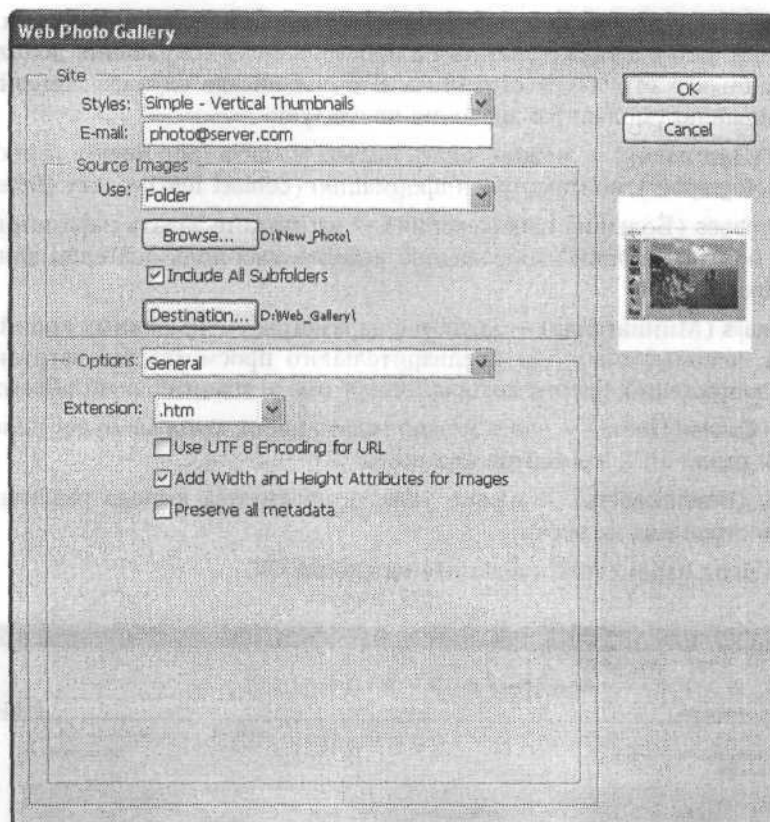 Web Photo Gallery
Site
Styles: Simple - Vertical Thumbnails
E-mail: photo@server.com
Source Images
Use: Folder
Browse... D:\New_Photo\
Include All Subfolders
Destination... D:\Web_Gallery\
Options: General
Extension: .htm
Use UTF 8 Encoding for URL
Add Width and Height Attributes for Images
Preserve all metadata
OK
Cancel